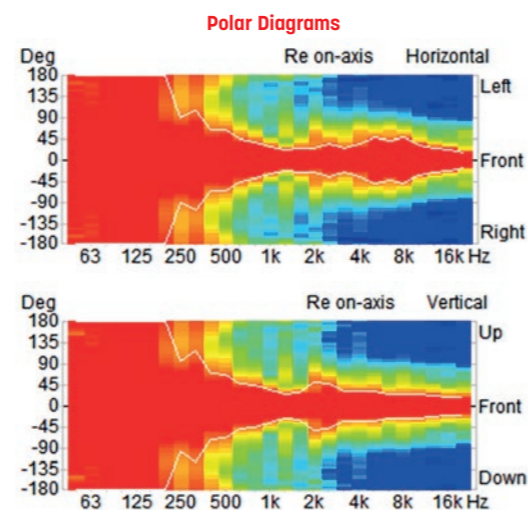 Polar Diagrams
Deg Re on-axis Horizontal
180
135
90
45
0
-45
-90
-135
-180
Left
Front
Right
63 125 250 500 1k 2k 4k 8k 16k Hz
Deg Re on-axis Vertical
180
135
90
45
0
-45
-90
-135
-180
Up
Front
Down
63 125 250 500 1k 2k 4k 8k 16k Hz